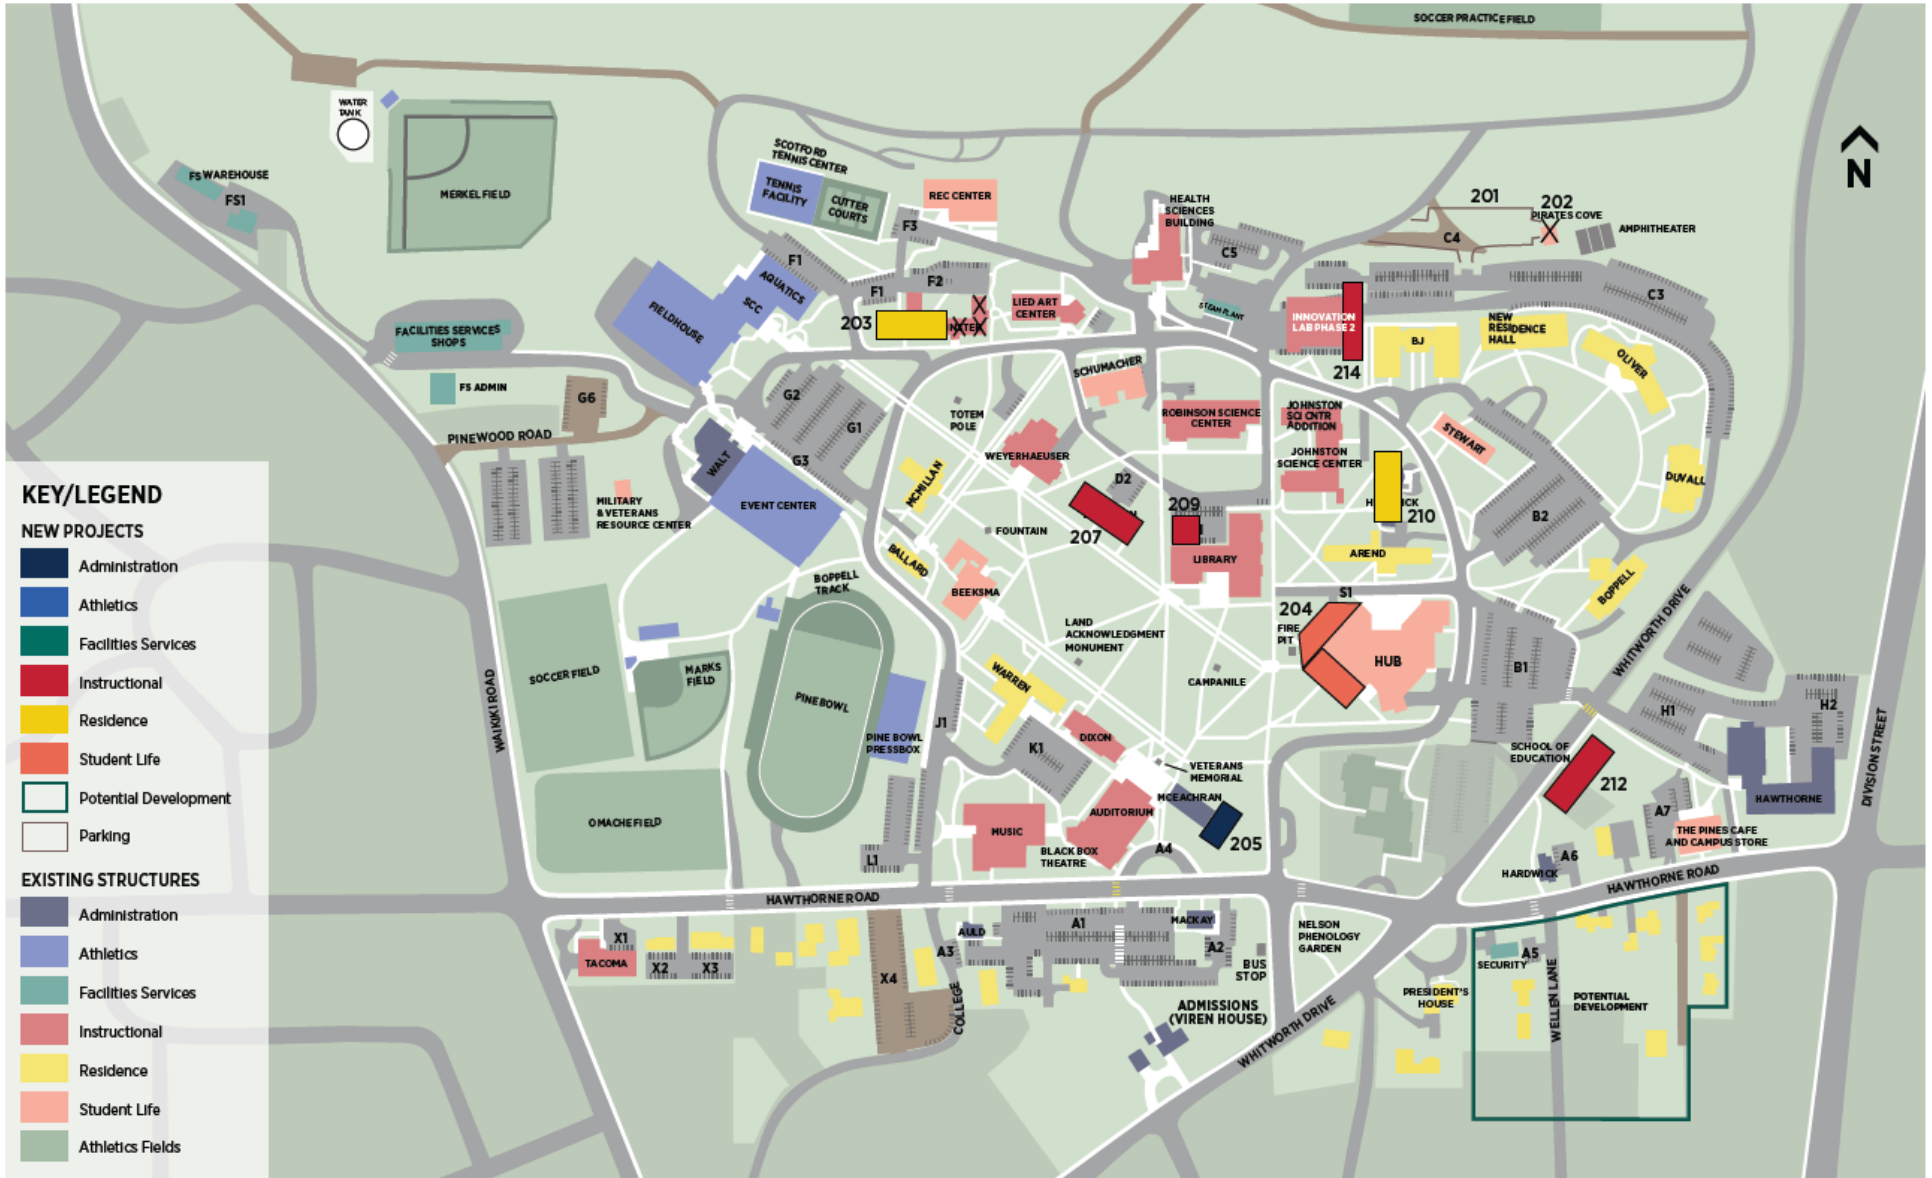 SOCCER PRACTICE FIELD
WATER
TANK
MERKEL FIELD
FS WAREHOUSE
FS1
SCOTFORD
TENNIS CENTER
TENNIS
FACILITY
CUTTER
COURTS
REC CENTER
F3
HEALTH
SCIENCES
BUILDING
C5
201
202
PIRATES COVE
C4
AMPHITHEATER
N
F1
AQUATICS
SCC
FIELDHOUSE
F1
F2
203
LIED ART
CENTER
STEAM PLANT
INNOVATION
LAB PHASE 2
214
C3
BJ
NEW
RESIDENCE
HALL
OLIVER
FACILITIES SERVICES
SHOPS
FS ADMIN
G6
PINEWOOD ROAD
G2
G1
G3
WALT
EVENT CENTER
MILITARY
& VETERANS
RESOURCE CENTER
TOTEM
POLE
SCHUMACHER
WEYERHAEUSER
MCMILLAN
ROBINSON SCIENCE
CENTER
JOHNSTON
SCI CNTR
ADDITION
JOHNSTON
SCIENCE CENTER
STEWART
DUVALL
D2
207
209
LIBRARY
210
AREND
B2
BOPPELL
FOUNTAIN
BALLARD
BEEKSMA
BOPPELL
TRACK
LAND
ACKNOWLEDGMENT
MONUMENT
CAMPANILE
S1
204
FIRE
PIT
HUB
B1
WHITWORTH DRIVE
SOCCER FIELD
MARKS
FIELD
PINE BOWL
PINE BOWL
PRESSBOX
J1
WARREN
K1
DIXON
VETERANS
MEMORIAL
MCEACHRAN
AUDITORIUM
MUSIC
BLACK BOX
THEATRE
205
A4
L1
OMACHE FIELD
WAIKIKI ROAD
HAWTHORNE ROAD
SCHOOL OF
EDUCATION
212
H1
H2
HAWTHORNE
DIVISION STREET
A7
THE PINES CAFE
AND CAMPUS STORE
A6
HARDWICK
HAWTHORNE ROAD
TACOMA
X1
X2
X3
X4
A3
AULD
A1
MACKAY
A2
BUS
STOP
COLLEGE
ADMISSIONS
(VIREN HOUSE)
NELSON
PHENOLOGY
GARDEN
WHITWORTH DRIVE
PRESIDENT'S
HOUSE
SECURITY
A5
WELLEN LANE
POTENTIAL
DEVELOPMENT
KEY/LEGEND
NEW PROJECTS
Administration
Athletics
Facilities Services
Instructional
Residence
Student Life
Potential Development
Parking
EXISTING STRUCTURES
Administration
Athletics
Facilities Services
Instructional
Residence
Student Life
Athletics Fields